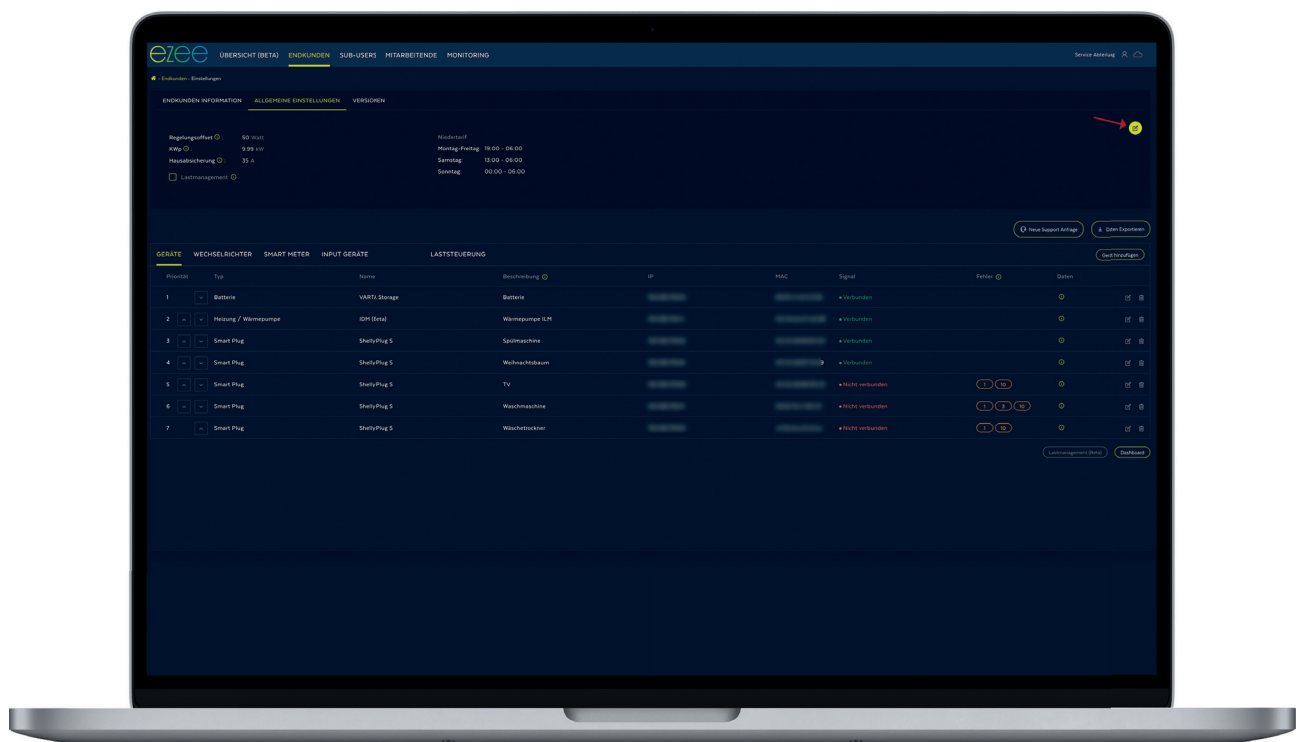 ezee ÜBERSICHT (BETA) ENDKUNDEN SUB-USERS MITARBEITENDE MONITORING Service Abteilung
- Endkunden - Einstellungen
ENDKUNDEN INFORMATION ALLGEMEINE EINSTELLUNGEN VERSIONEN
Regelungsoffset : 50 Watt Niedertarif
KWp : 9.99 kW Montag-Freitag: 19:00 - 06:00
Hausabsicherung : 35 A Samstag: 13:00 - 06:00
Lastmanagement Sonntag: 00:00 - 06:00
Neue Support Anfrage Daten Exportieren
GERÄTE WECHSELRICHTER SMART METER INPUT GERÄTE LASTSTEUERUNG Gerät hinzufügen
Priorität Typ Name Beschreibung IP MAC Signal Fehler Daten
1 Batterie VARTA Storage Batterie Verbunden
2 Heizung / Wärmepumpe IDM (Beta) Wärmepumpe ILM Verbunden
3 Smart Plug ShellyPlug S Spülmaschine Verbunden
4 Smart Plug ShellyPlug S Weihnachtsbaum Verbunden
5 Smart Plug ShellyPlug S TV Nicht verbunden 1 10
6 Smart Plug ShellyPlug S Waschmaschine Nicht verbunden 1 3 10
7 Smart Plug ShellyPlug S Wäschetrockner Nicht verbunden 1 10
Lastmanagement (Beta) Dashboard